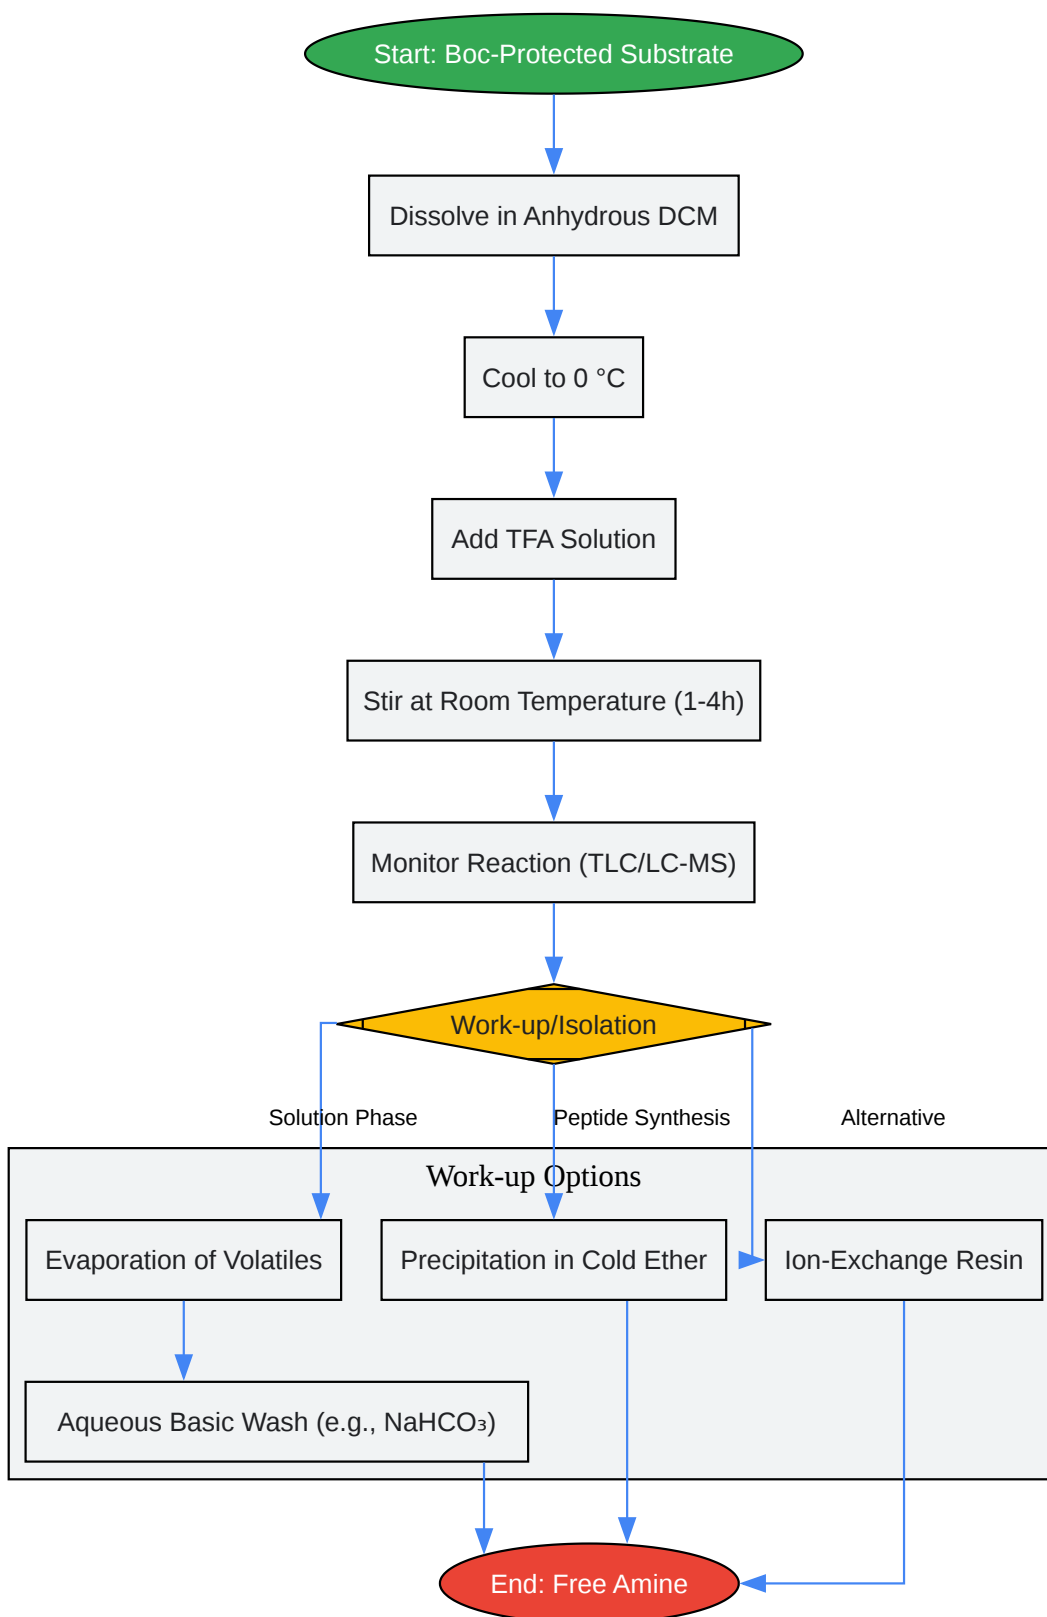 Start: Boc-Protected Substrate
Dissolve in Anhydrous DCM
Cool to 0 °C
Add TFA Solution
Stir at Room Temperature (1-4h)
Monitor Reaction (TLC/LC-MS)
Work-up/Isolation
Solution Phase
Peptide Synthesis
Alternative
Work-up Options
Evaporation of Volatiles
Precipitation in Cold Ether
Ion-Exchange Resin
Aqueous Basic Wash (e.g., NaHCO₃)
End: Free Amine